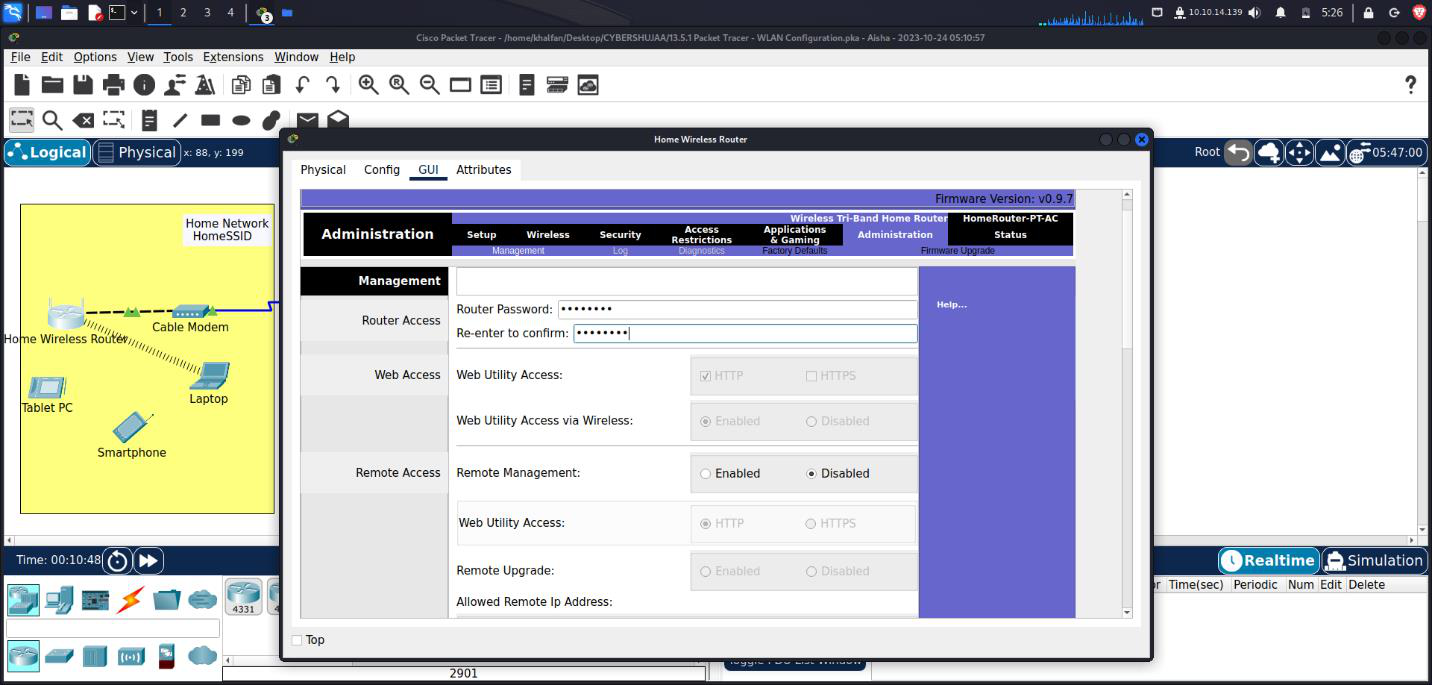 1 2 3 4 3 10.10.14.139 5:26
Cisco Packet Tracer - /home/khalfan/Desktop/CYBERSHUJAA/13.5.1 Packet Tracer - WLAN Configuration.pka - Aisha - 2023-10-24 05:10:57
File Edit Options View Tools Extensions Window Help
?
Home Wireless Router
Logical Physical x: 88, y: 199 Root 05:47:00
Physical Config GUI Attributes
Firmware Version: v0.9.7
Wireless Tri-Band Home Router HomeRouter-PT-AC
Administration Setup Wireless Security Access Restrictions Applications & Gaming Administration Status
Management Log Diagnostics Factory Defaults Firmware Upgrade
Home Network
HomeSSID
Management
Help...
Router Access
Router Password: ••••••••
Re-enter to confirm: ••••••••
Cable Modem
Home Wireless Router
Web Access Web Utility Access: HTTP HTTPS
Laptop
Tablet PC
Web Utility Access via Wireless: Enabled Disabled
Smartphone
Remote Access Remote Management: Enabled Disabled
Web Utility Access: HTTP HTTPS
Time: 00:10:48 Realtime Simulation
Remote Upgrade: Enabled Disabled
Time(sec) Periodic Num Edit Delete
Allowed Remote Ip Address:
4331
Top
2901